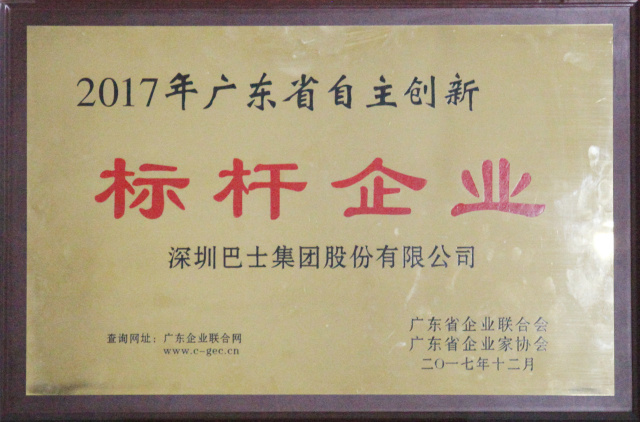 2017年广东省自主创新
标杆企业
深圳巴士集团股份有限公司
查询网址：广东企业联合网
www.c-gec.cn
广东省企业联合会
广东省企业家协会
二〇一七年十二月